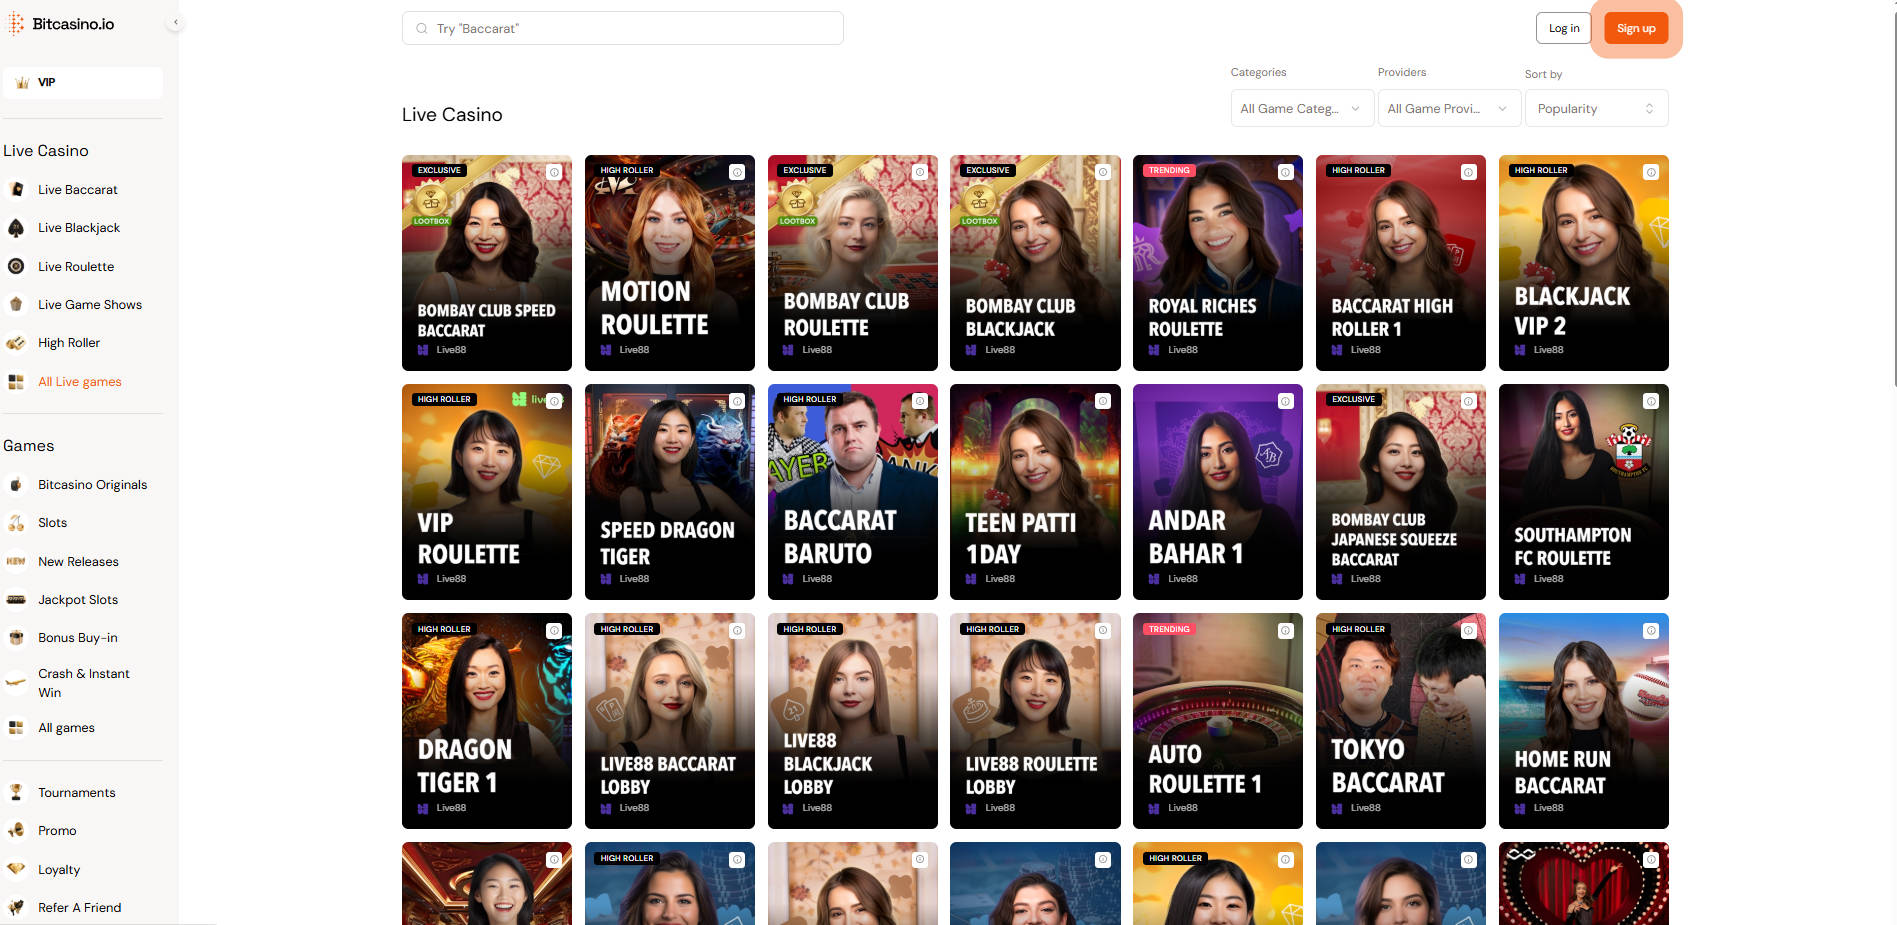 Bitcasino.io
Try "Baccarat"
Log in
Sign up
VIP
Live Casino
Live Baccarat
Live Blackjack
Live Roulette
Live Game Shows
High Roller
All Live games
Games
Bitcasino Originals
Slots
New Releases
Jackpot Slots
Bonus Buy-in
Crash & Instant
Win
All games
Tournaments
Promo
Loyalty
Refer A Friend
Categories
Providers
Sort by
Live Casino
All Game Categ...
All Game Provi...
Popularity
EXCLUSIVE
LOOTBOX
BOMBAY CLUB SPEED
BACCARAT
Live88
HIGH ROLLER
MOTION
ROULETTE
Live88
EXCLUSIVE
LOOTBOX
BOMBAY CLUB
ROULETTE
Live88
EXCLUSIVE
LOOTBOX
BOMBAY CLUB
BLACKJACK
Live88
TRENDING
ROYAL RICHES
ROULETTE
Live88
HIGH ROLLER
BACCARAT HIGH
ROLLER 1
Live88
HIGH ROLLER
BLACKJACK
VIP 2
Live88
HIGH ROLLER
VIP
ROULETTE
Live88
SPEED DRAGON
TIGER
Live88
HIGH ROLLER
BACCARAT
BARUTO
Live88
TEEN PATTI
1DAY
Live88
AB
ANDAR
BAHAR 1
Live88
EXCLUSIVE
BOMBAY CLUB
JAPANESE SQUEEZE
BACCARAT
Live88
SOUTHAMPTON FC
SOUTHAMPTON
FC ROULETTE
Live88
HIGH ROLLER
DRAGON
TIGER 1
Live88
HIGH ROLLER
LIVE88 BACCARAT
LOBBY
Live88
HIGH ROLLER
21
LIVE88
BLACKJACK
LOBBY
Live88
HIGH ROLLER
LIVE88 ROULETTE
LOBBY
Live88
TRENDING
AUTO
ROULETTE 1
Live88
HIGH ROLLER
TOKYO
BACCARAT
Live88
HOME RUN
BACCARAT
Live88
HIGH ROLLER
HIGH ROLLER